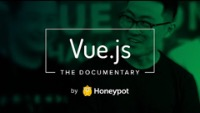 Vue.js
THE DOCUMENTARY
by Honeypot